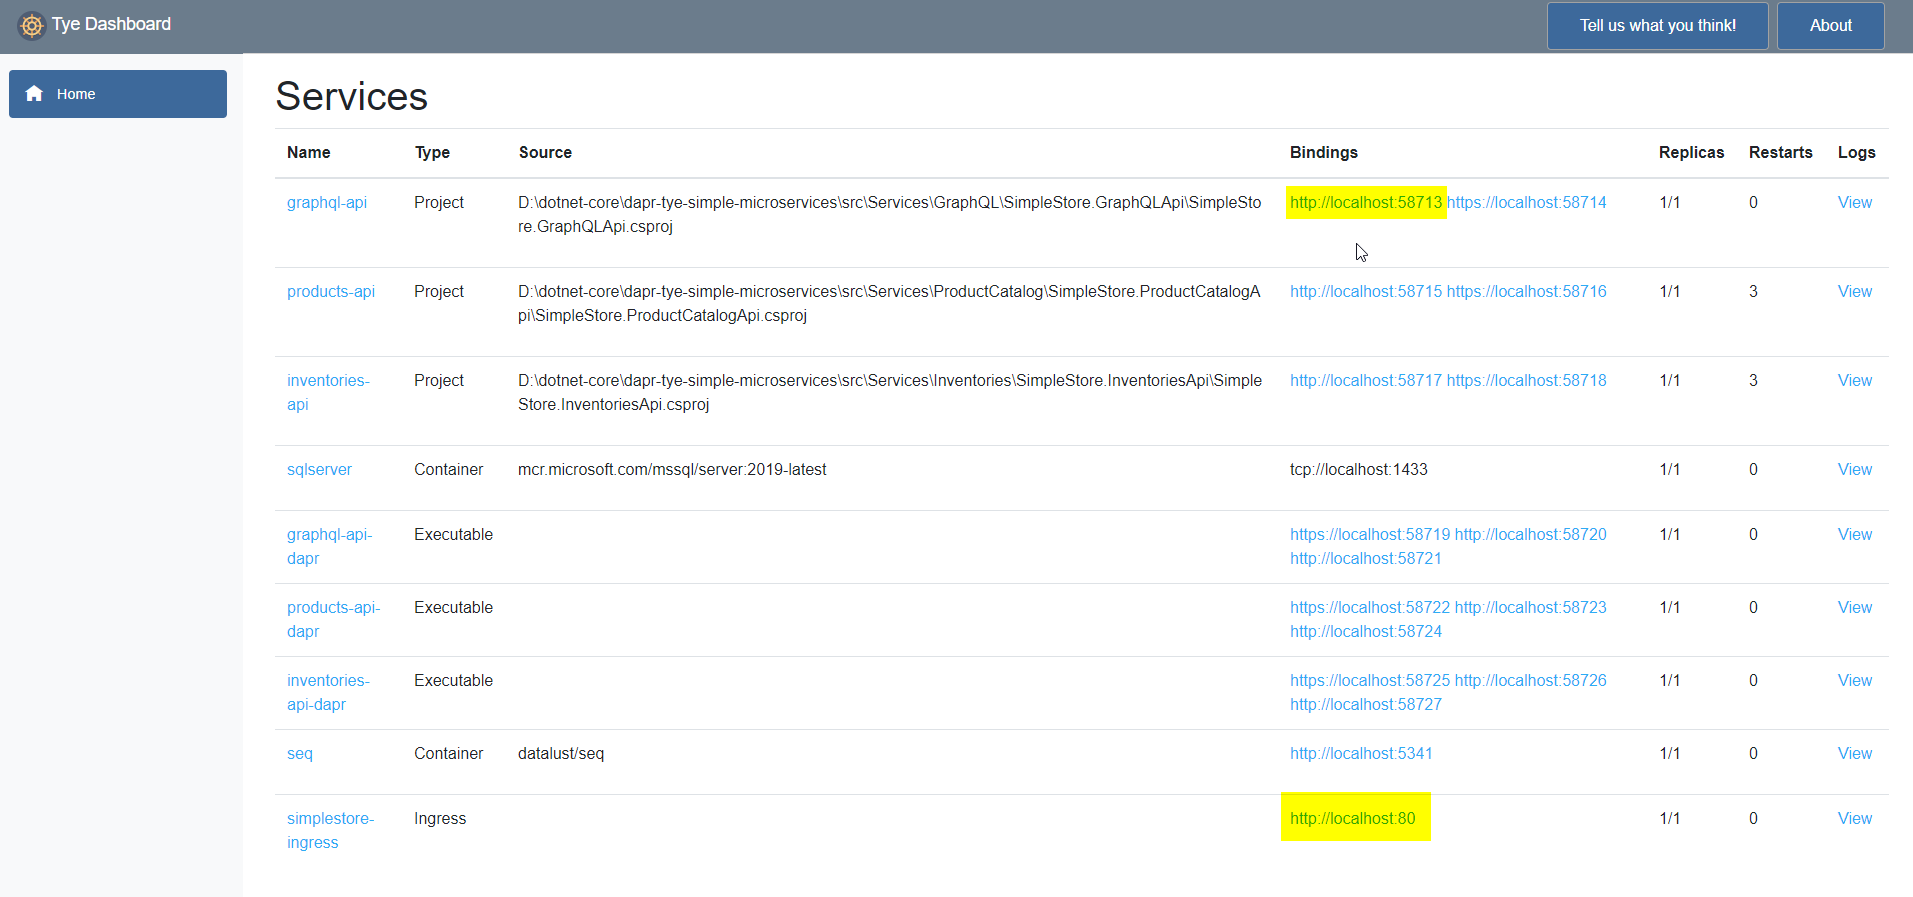 Tye Dashboard
Tell us what you think!
About
Home
Services
Name Type Source Bindings Replicas Restarts Logs
graphql-api Project D:\dotnet-core\dapr-tye-simple-microservices\src\Services\GraphQL\SimpleStore.GraphQLApi\SimpleSto http://localhost:58713 https://localhost:58714 1/1 0 View
re.GraphQLApi.csproj
products-api Project D:\dotnet-core\dapr-tye-simple-microservices\src\Services\ProductCatalog\SimpleStore.ProductCatalogA http://localhost:58715 https://localhost:58716 1/1 3 View
pi\SimpleStore.ProductCatalogApi.csproj
inventories- Project D:\dotnet-core\dapr-tye-simple-microservices\src\Services\Inventories\SimpleStore.InventoriesApi\Simple http://localhost:58717 https://localhost:58718 1/1 3 View
api Store.InventoriesApi.csproj
sqlserver Container mcr.microsoft.com/mssql/server:2019-latest tcp://localhost:1433 1/1 0 View
graphql-api- Executable https://localhost:58719 http://localhost:58720 1/1 0 View
dapr http://localhost:58721
products-api- Executable https://localhost:58722 http://localhost:58723 1/1 0 View
dapr http://localhost:58724
inventories- Executable https://localhost:58725 http://localhost:58726 1/1 0 View
api-dapr http://localhost:58727
seq Container datalust/seq http://localhost:5341 1/1 0 View
simplestore- Ingress http://localhost:80 1/1 0 View
ingress